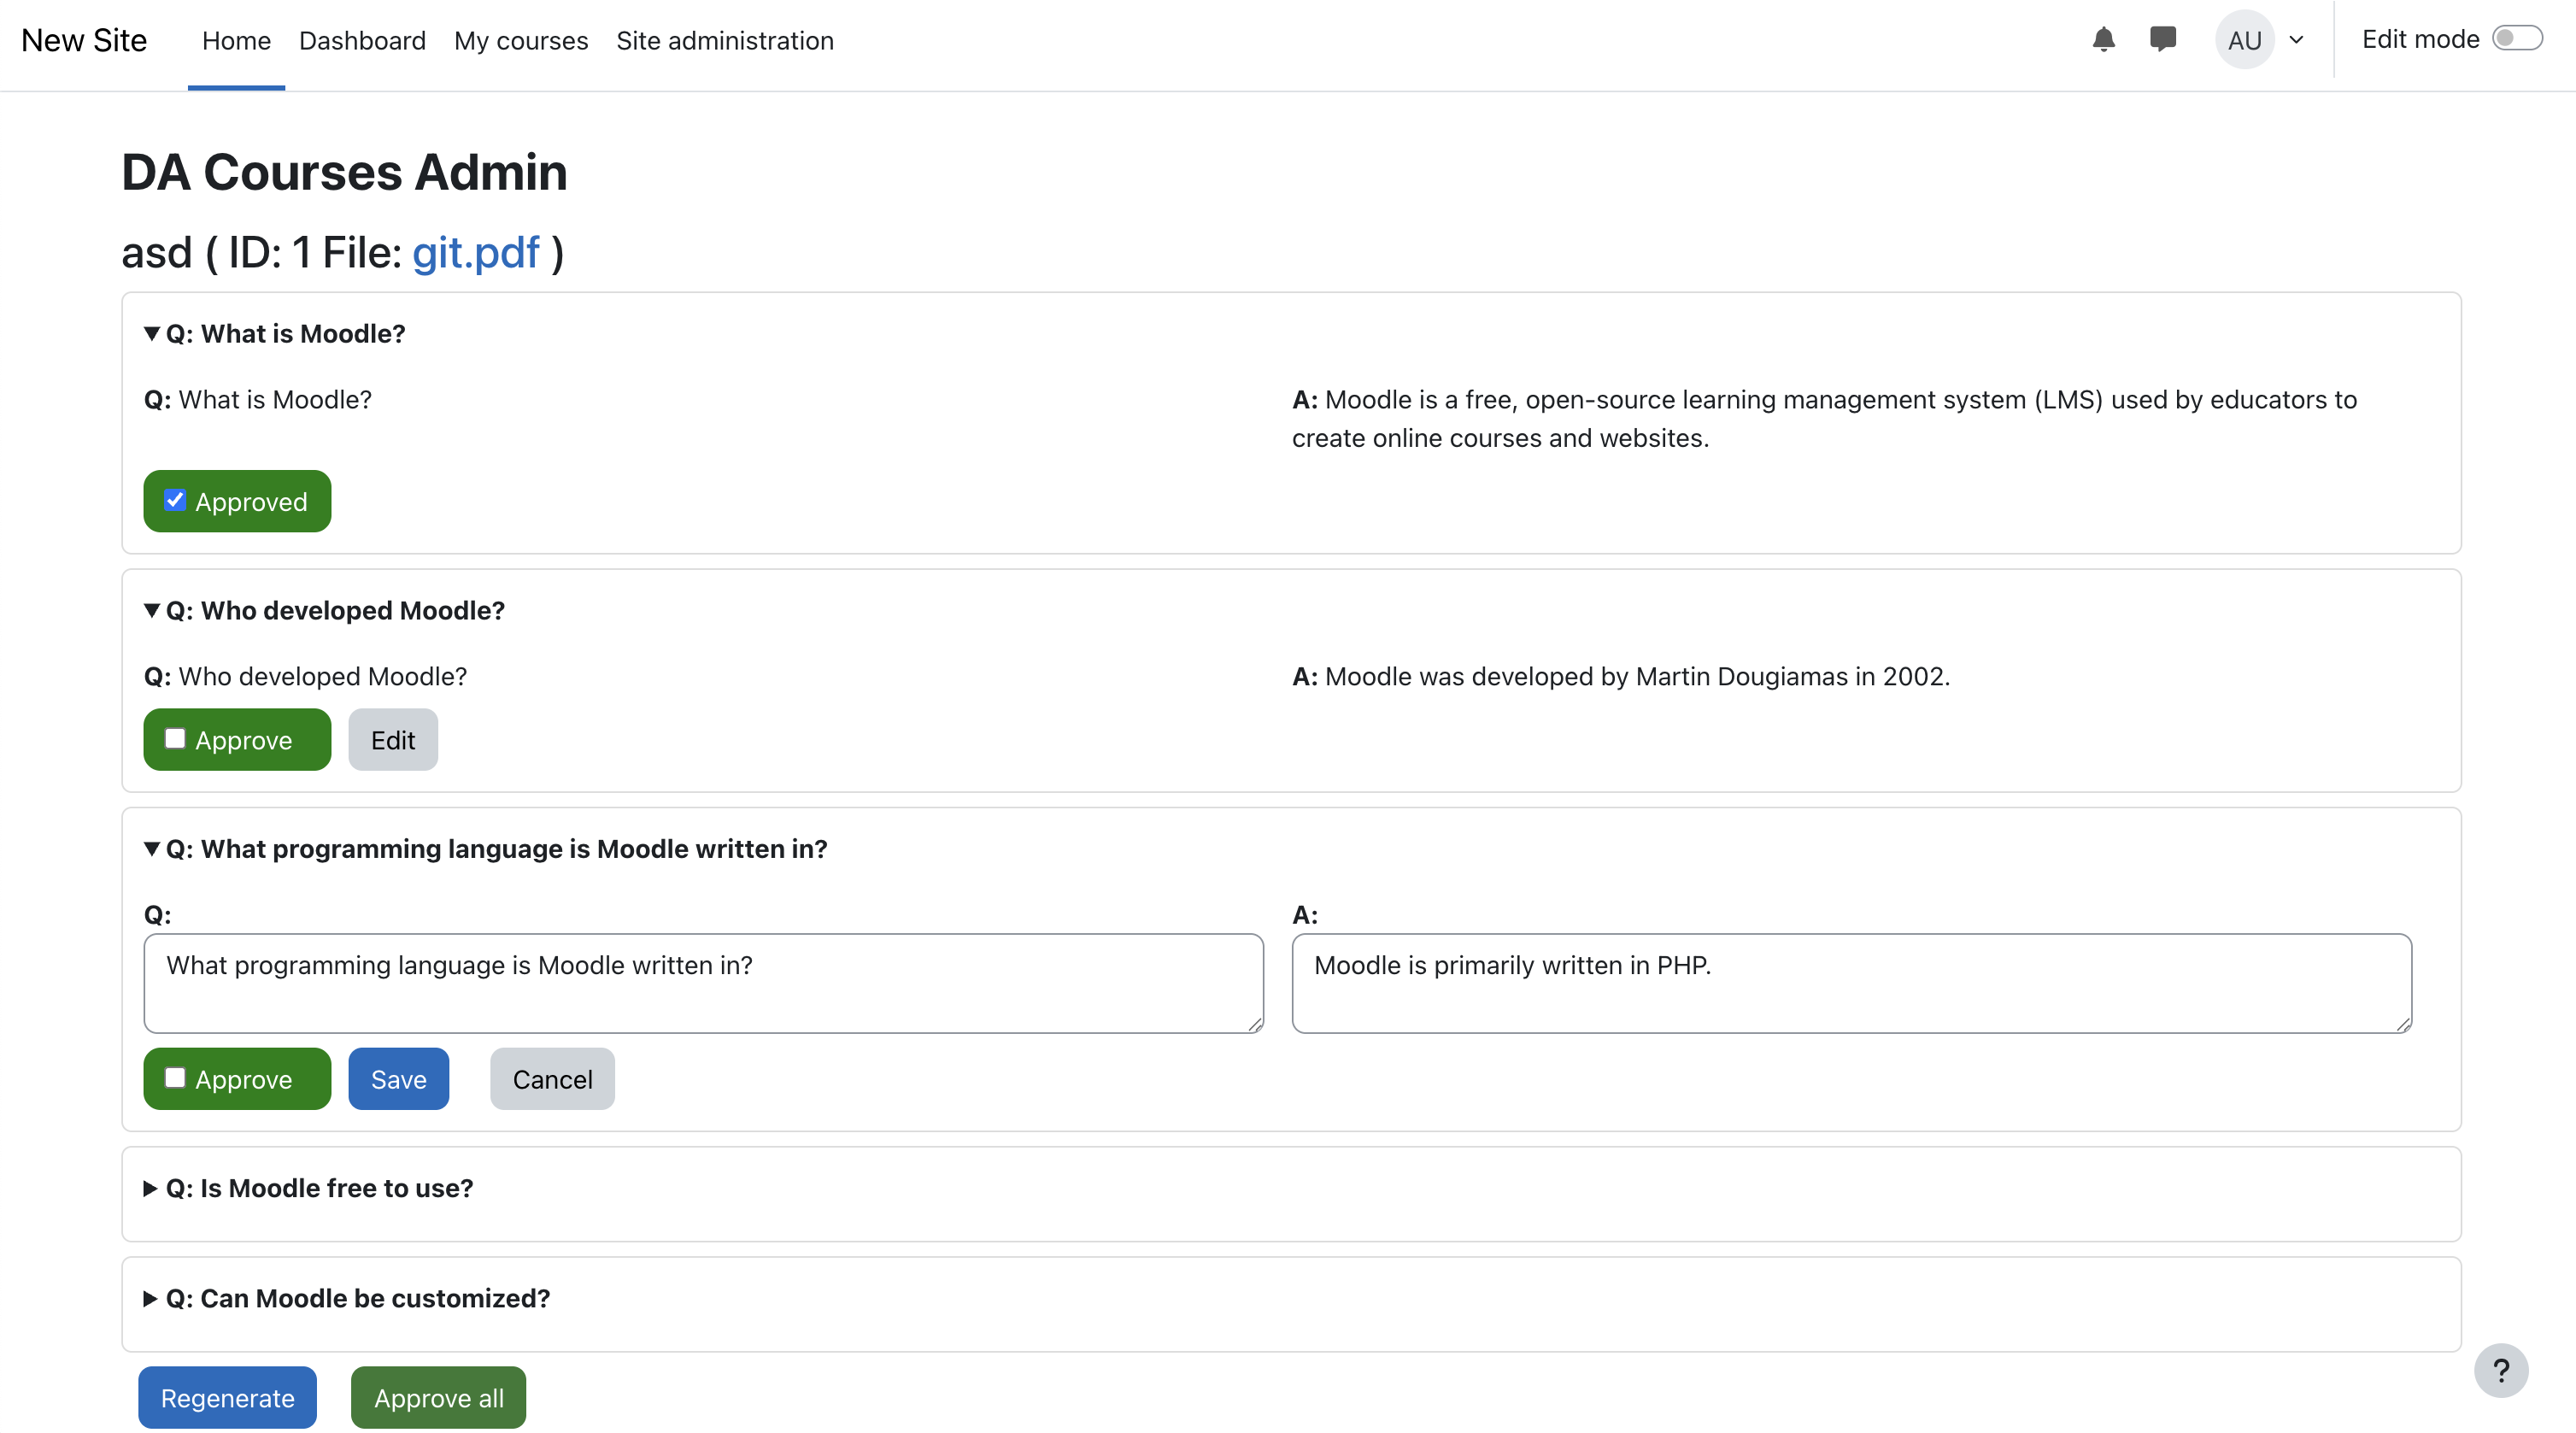 New Site Home Dashboard My courses Site administration AU Edit mode
DA Courses Admin
asd ( ID: 1 File: git.pdf )
Q: What is Moodle?
Q: What is Moodle?
A: Moodle is a free, open-source learning management system (LMS) used by educators to
create online courses and websites.
Approved
Q: Who developed Moodle?
Q: Who developed Moodle?
A: Moodle was developed by Martin Dougiamas in 2002.
Approve Edit
Q: What programming language is Moodle written in?
Q:
What programming language is Moodle written in?
A:
Moodle is primarily written in PHP.
Approve Save Cancel
Q: Is Moodle free to use?
Q: Can Moodle be customized?
Regenerate Approve all
?